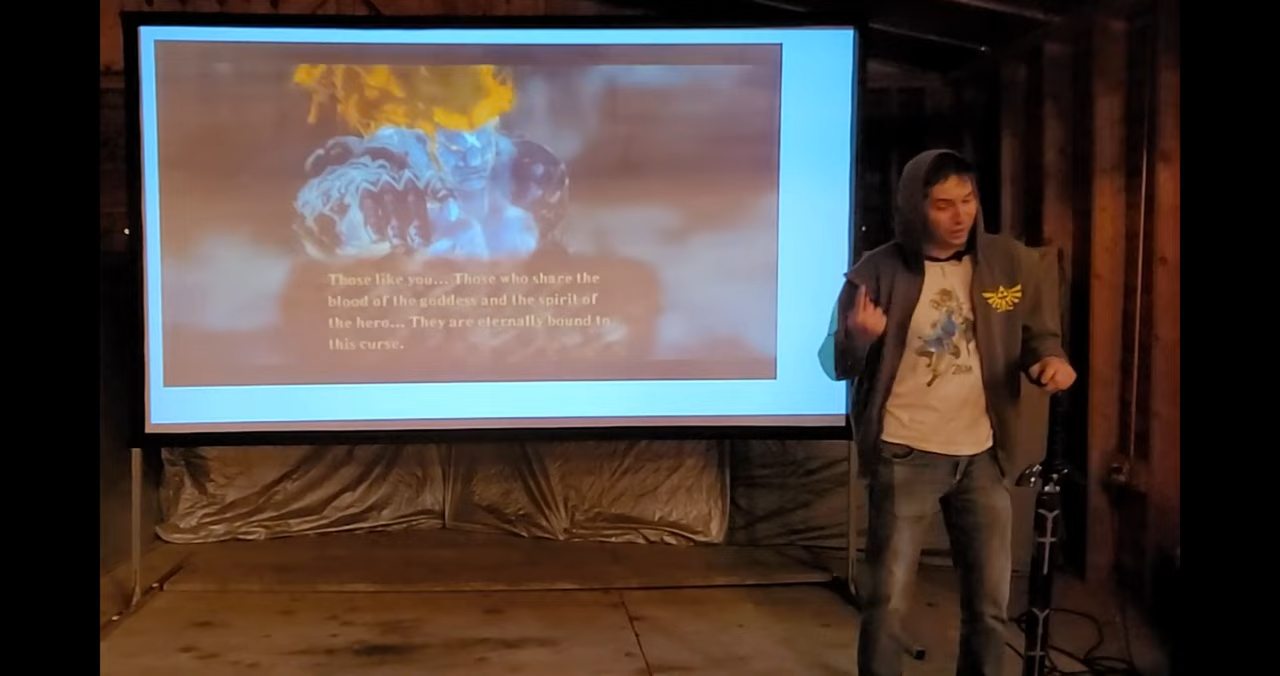 Those like you... Those who share the
blood of the goddess and the spirit of
the hero... They are eternally bound to
this curse.
ZELDA